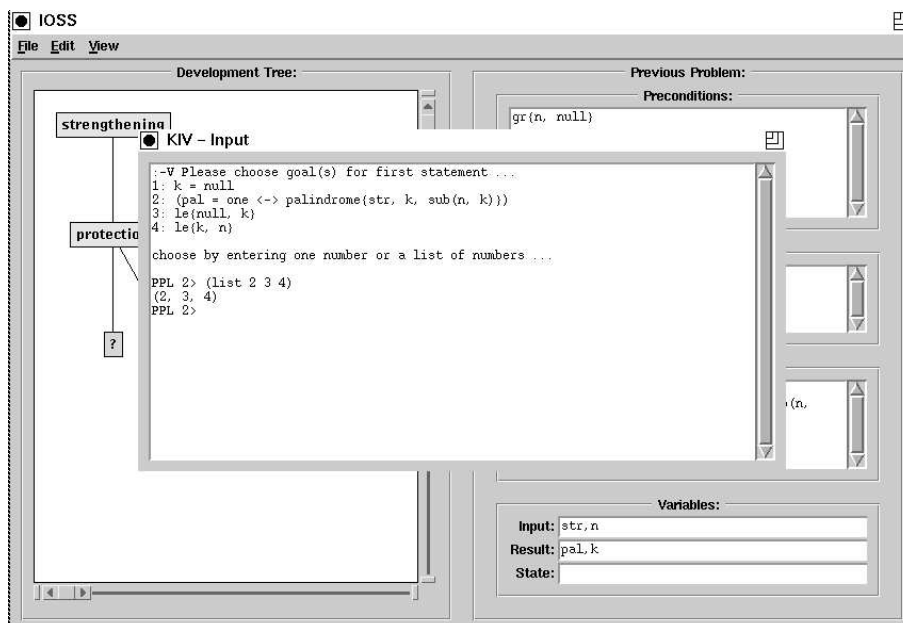 IOSS
File Edit View
Development Tree:
strengthening
protectio
?
Previous Problem:
Preconditions:
gr{n, null}
KIV – Input
:-V Please choose goal(s) for first statement ...
1: k = null
2: (pal = one <-> palindrome{str, k, sub(n, k)})
3: le{null, k}
4: le{k, n}
choose by entering one number or a list of numbers ...
PPL 2> (list 2 3 4)
(2, 3, 4)
PPL 2>
(n,
Variables:
Input: str,n
Result: pal,k
State: